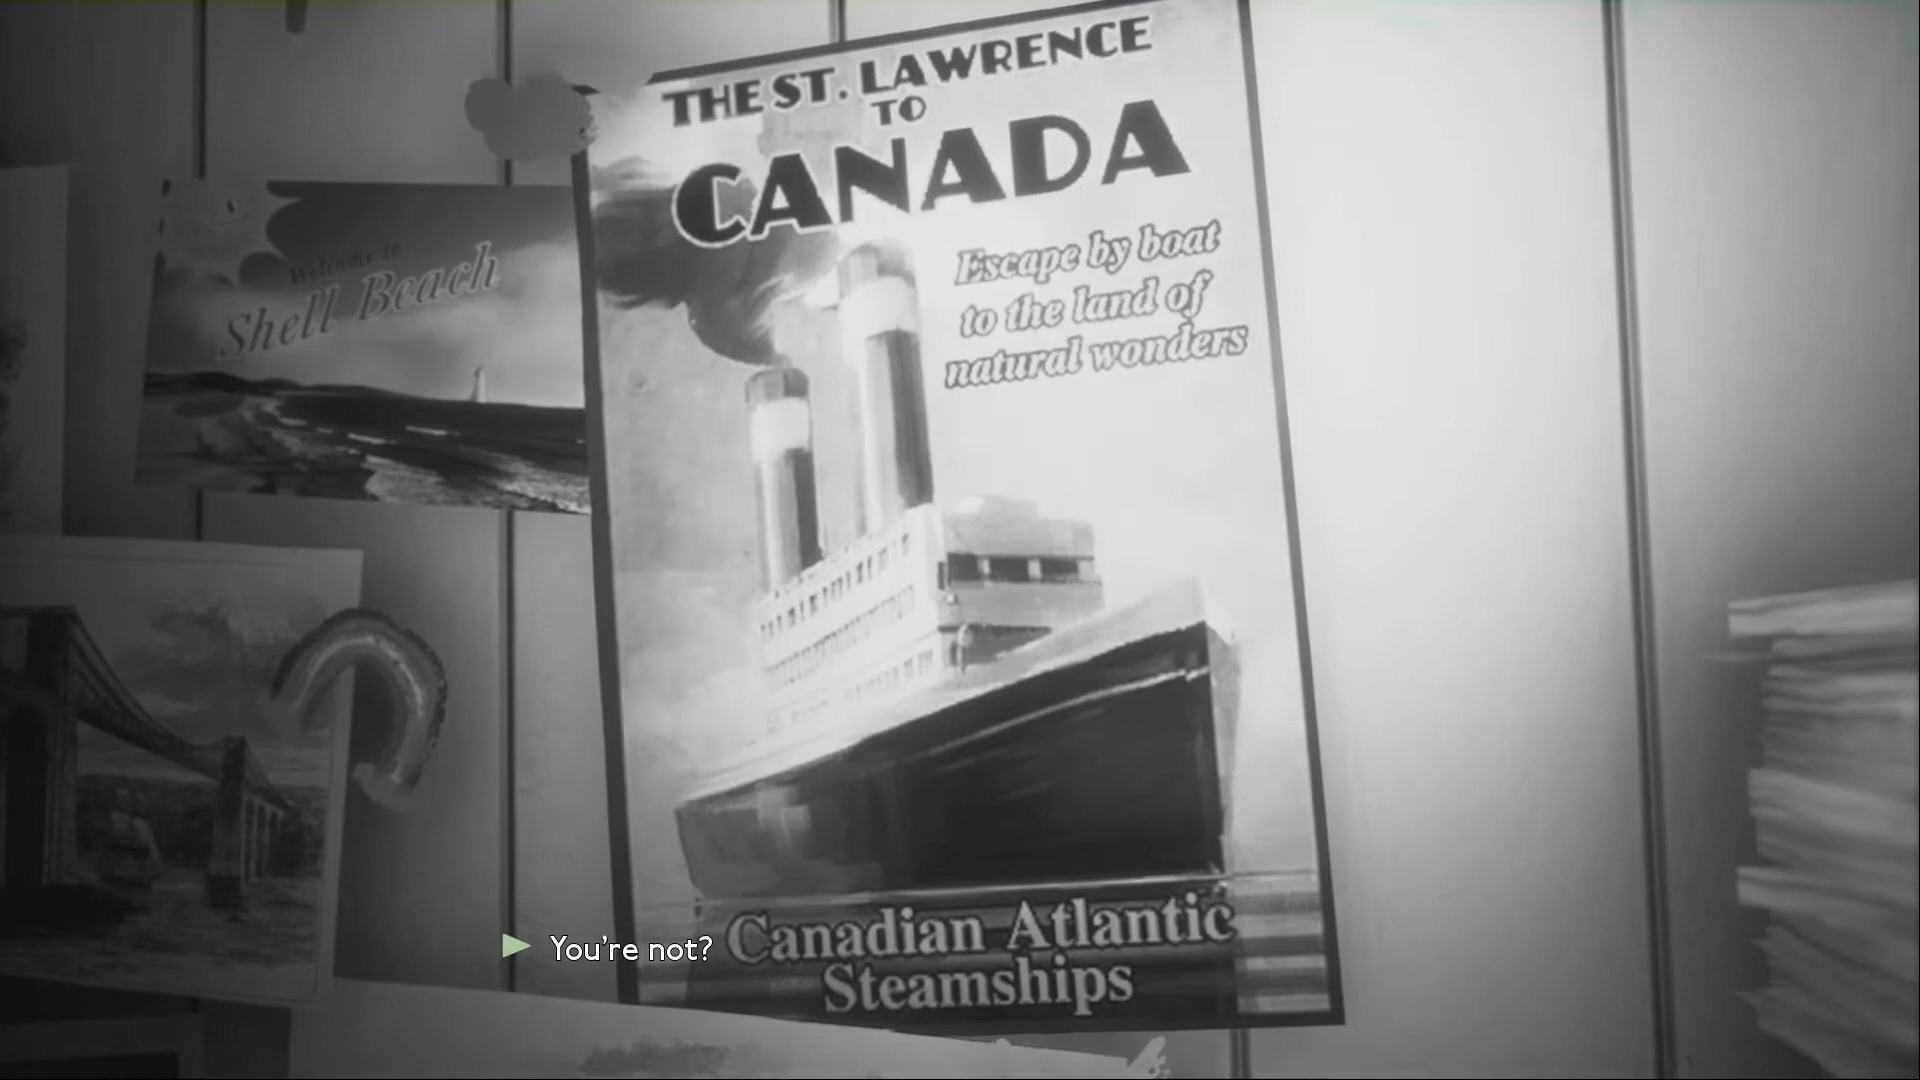 THE ST. LAWRENCE
TO
CANADA
Escape by boat
to the land of
natural wonders
Welcome to
Shell Beach
You're not?
Canadian Atlantic
Steamships